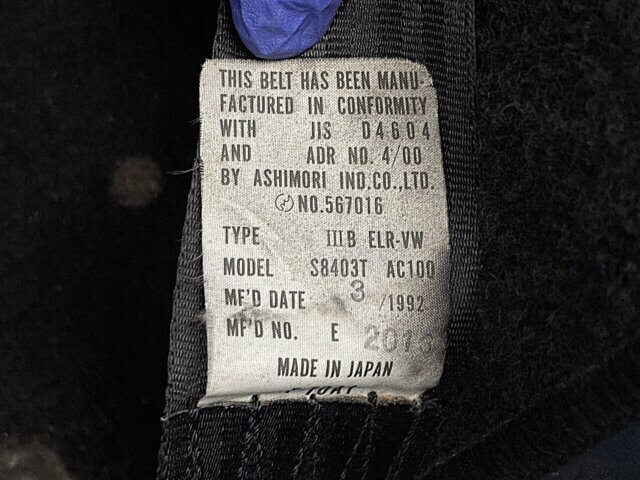 THIS BELT HAS BEEN MANU-
FACTURED IN CONFORMITY
WITH JIS D4604
AND ADR NO. 4/00
BY ASHIMORI IND.CO.,LTD.
NO.567016
TYPE IIIB ELR-VW
MODEL S8403T AC100
MF'D DATE 3 /1992
MF'D NO. E
MADE IN JAPAN